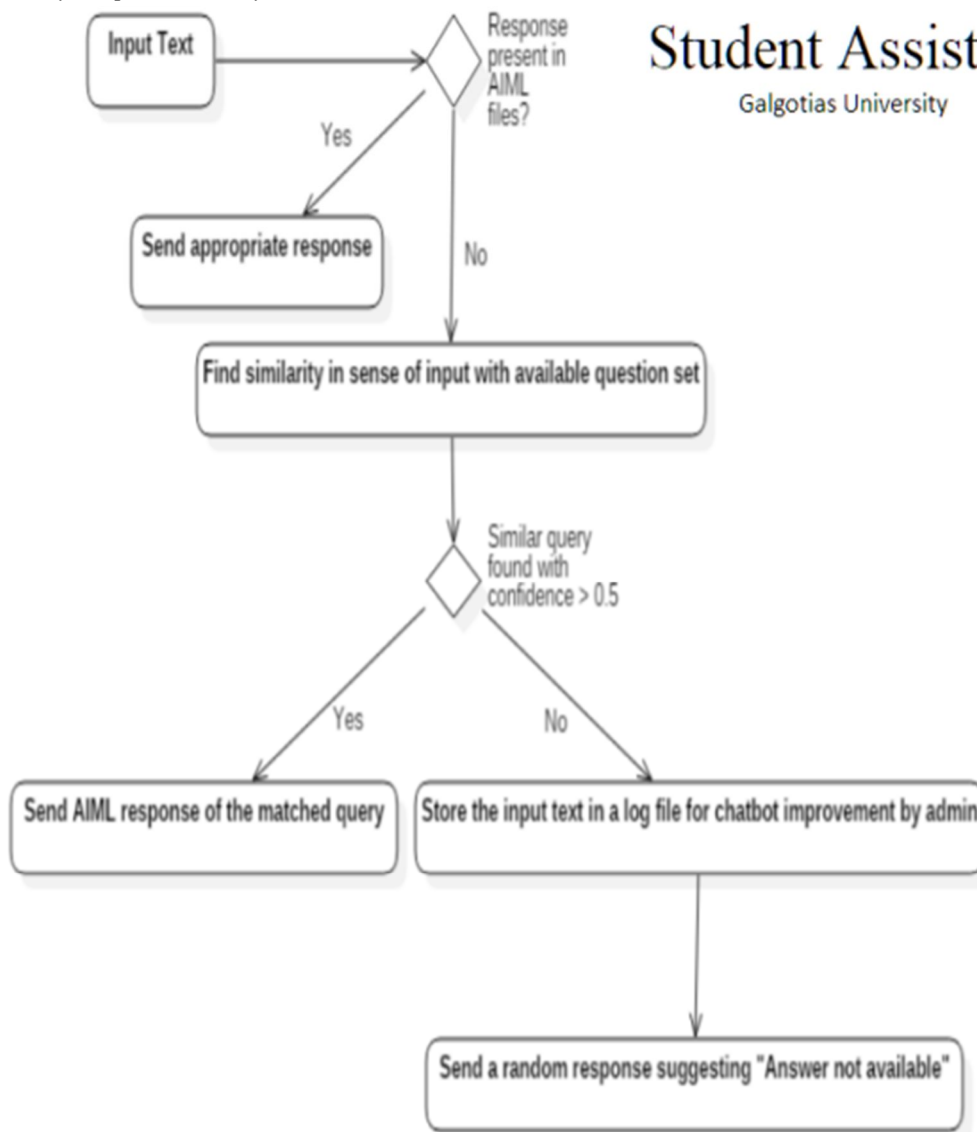 Input Text
Response
present in
AIML
files?
Student Assist
Galgotias University
Yes
Send appropriate response
No
Find similarity in sense of input with available question set
Similar query
found with
confidence > 0.5
Yes
No
Send AIML response of the matched query
Store the input text in a log file for chatbot improvement by admin
Send a random response suggesting "Answer not available"